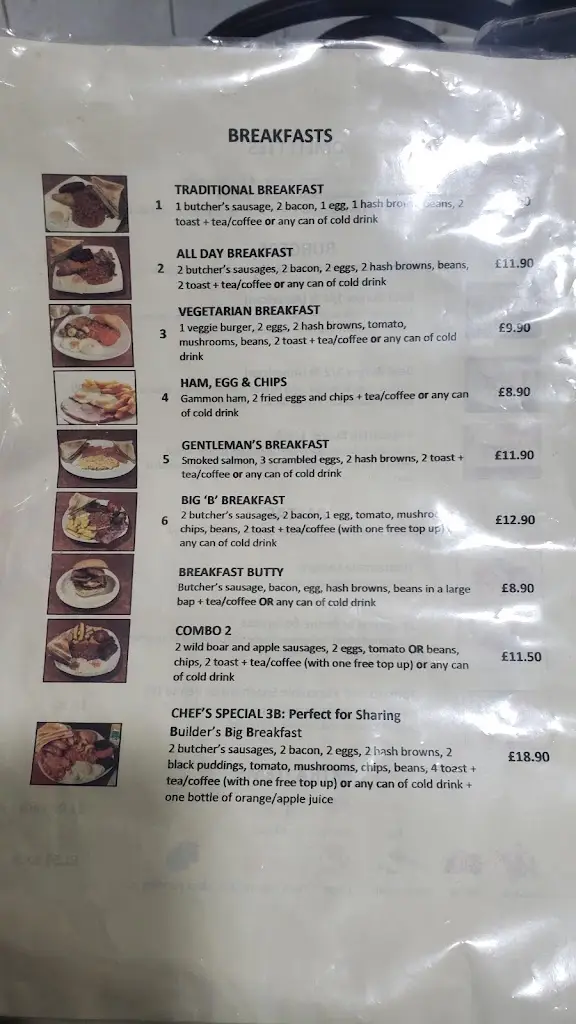 BREAKFASTS
TRADITIONAL BREAKFAST
1 1 butcher's sausage, 2 bacon, 1 egg, 1 hash beans, 2
toast + tea/coffee or any can of cold drink
ALL DAY BREAKFAST
2 2 butcher's sausages, 2 bacon, 2 eggs, 2 hash browns, beans, £11.90
2 toast + tea/coffee or any can of cold drink
VEGETARIAN BREAKFAST
3 1 veggie burger, 2 eggs, 2 hash browns, tomato, £9.90
mushrooms, beans, 2 toast + tea/coffee or any can of cold
drink
HAM, EGG & CHIPS
4 Gammon ham, 2 fried eggs and chips + tea/coffee or any can £8.90
of cold drink
GENTLEMAN'S BREAKFAST
5 Smoked salmon, 3 scrambled eggs, 2 hash browns, 2 toast + £11.90
tea/coffee or any can of cold drink
BIG 'B' BREAKFAST
6 2 butcher's sausages, 2 bacon, 1 egg, tomato, £12.90
chips, beans, 2 toast + tea/coffee (with one free top up)
any can of cold drink
BREAKFAST BUTTY
Butcher's sausage, bacon, egg, hash browns, beans in a large £8.90
bap + tea/coffee OR any can of cold drink
COMBO 2
2 wild boar and apple sausages, 2 eggs, tomato OR beans, £11.50
chips, 2 toast + tea/coffee (with one free top up) or any can
of cold drink
CHEF'S SPECIAL 3B: Perfect for Sharing
Builder's Big Breakfast
2 butcher's sausages, 2 bacon, 2 eggs, 2 hash browns, 2 £18.90
black puddings, tomato, mushrooms, chips, beans, 4 toast +
tea/coffee (with one free top up) or any can of cold drink +
one bottle of orange/apple juice